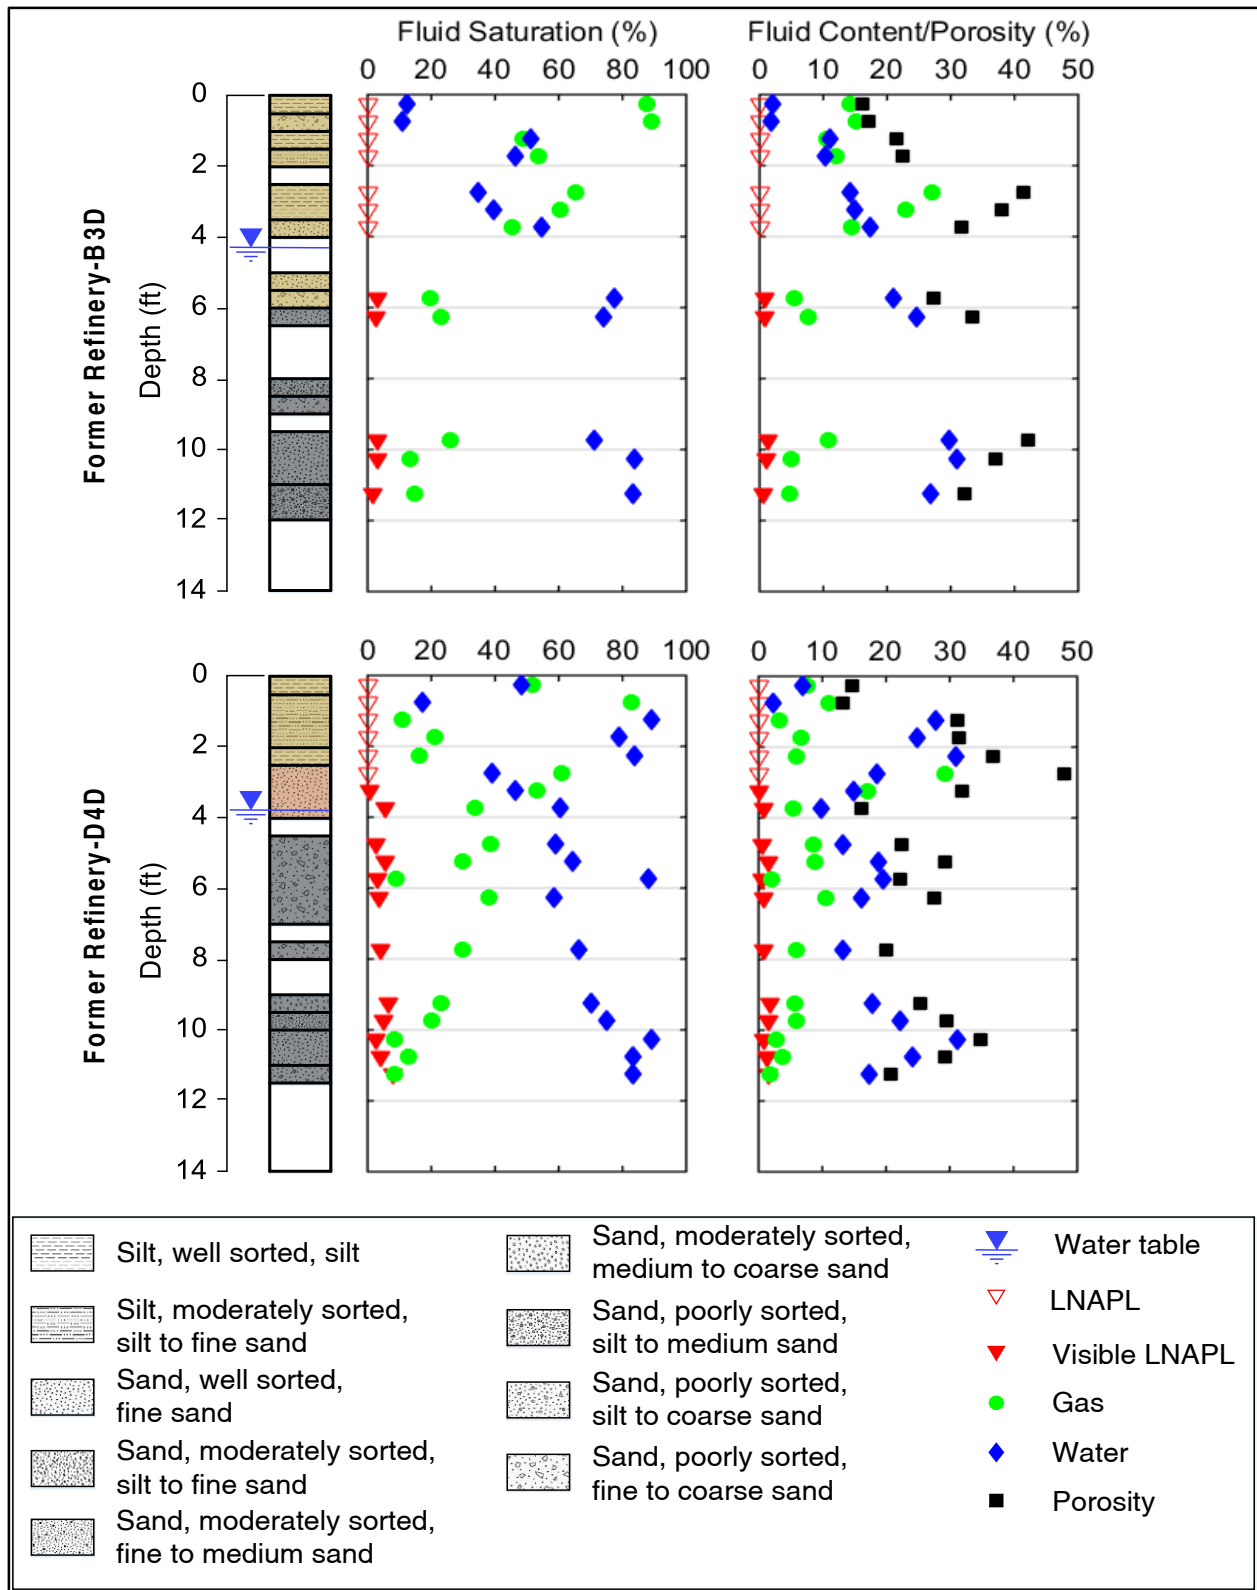 Fluid Saturation (%)
Fluid Content/Porosity (%)
0 20 40 60 80 100
0 10 20 30 40 50
Former Refinery-B3D
Depth (ft)
0
2
4
6
8
10
12
14
0 20 40 60 80 100
0 10 20 30 40 50
Former Refinery-D4D
Depth (ft)
0
2
4
6
8
10
12
14
Silt, well sorted, silt
Silt, moderately sorted,
silt to fine sand
Sand, well sorted,
fine sand
Sand, moderately sorted,
silt to fine sand
Sand, moderately sorted,
fine to medium sand
Sand, moderately sorted,
medium to coarse sand
Sand, poorly sorted,
silt to medium sand
Sand, poorly sorted,
silt to coarse sand
Sand, poorly sorted,
fine to coarse sand
Water table
LNAPL
Visible LNAPL
Gas
Water
Porosity